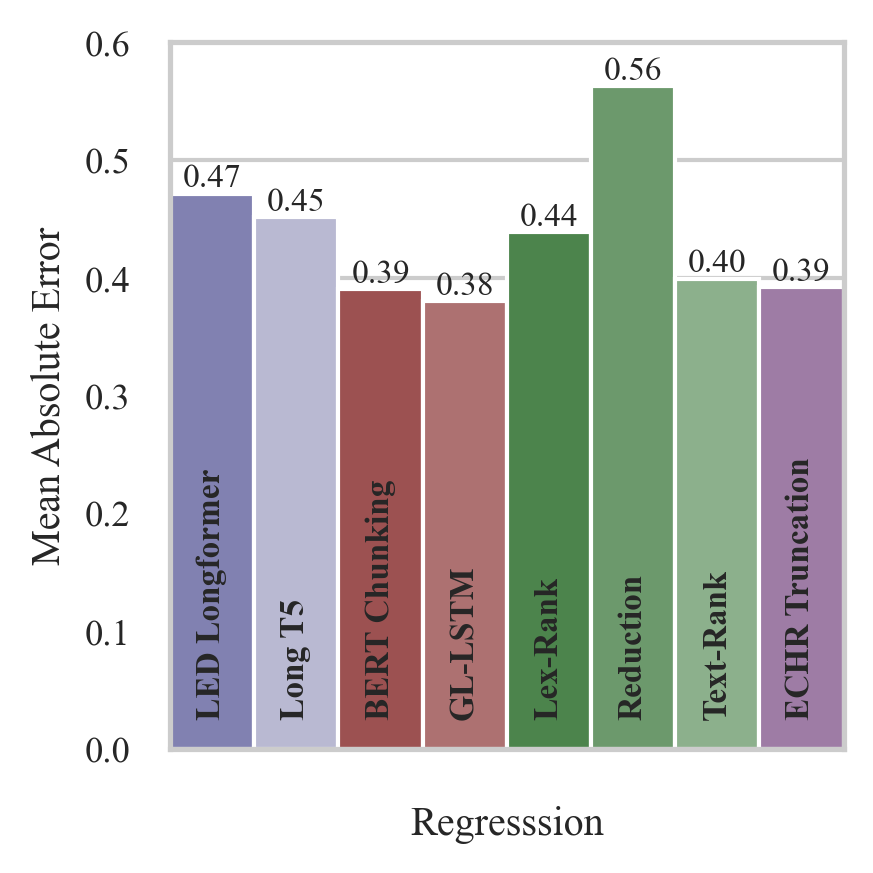 0.6
0.5
0.4
0.3
0.2
0.1
0.0
Mean Absolute Error
0.47
0.45
0.39
0.38
0.44
0.56
0.40
0.39
LED Longformer
Long T5
BERT Chunking
GL-LSTM
Lex-Rank
Reduction
Text-Rank
ECHR Truncation
Regresssion